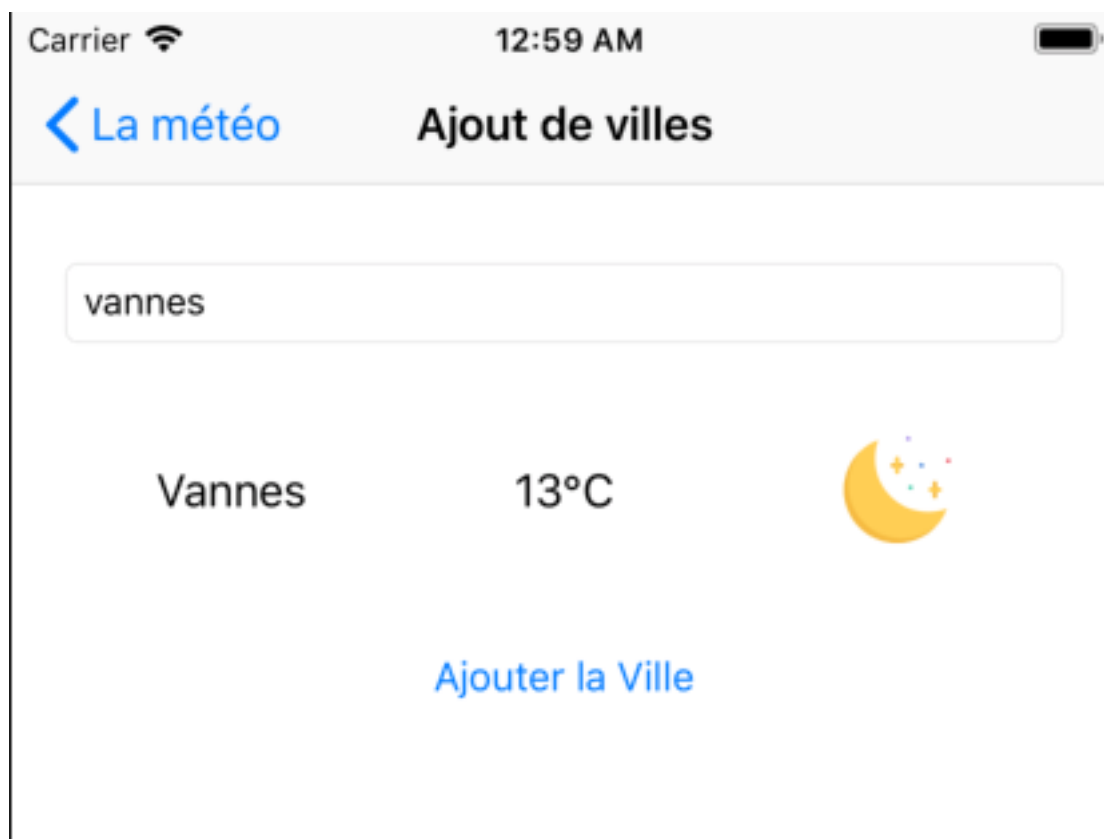 Carrier 12:59 AM
La météo Ajout de villes
vannes
Vannes 13°C
Ajouter la Ville